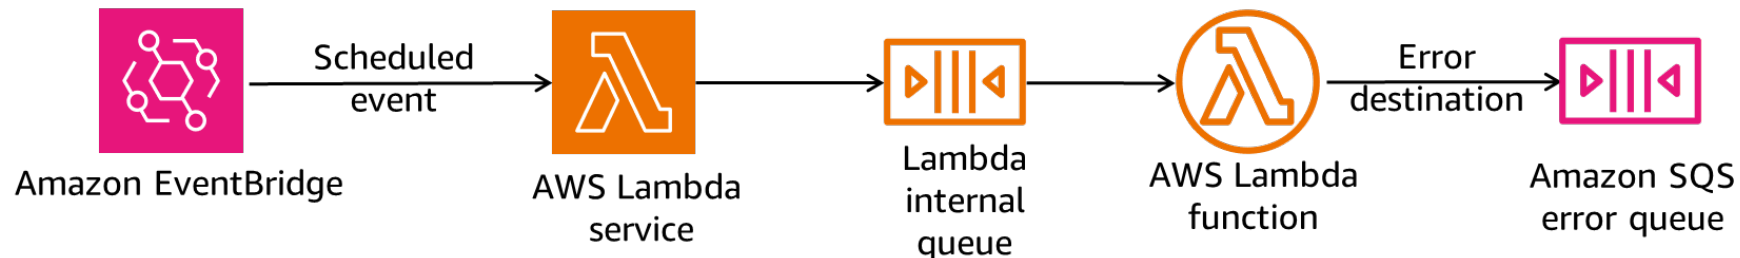 Scheduled
event
Error
destination
Amazon EventBridge
AWS Lambda
service
Lambda
internal
queue
AWS Lambda
function
Amazon SQS
error queue